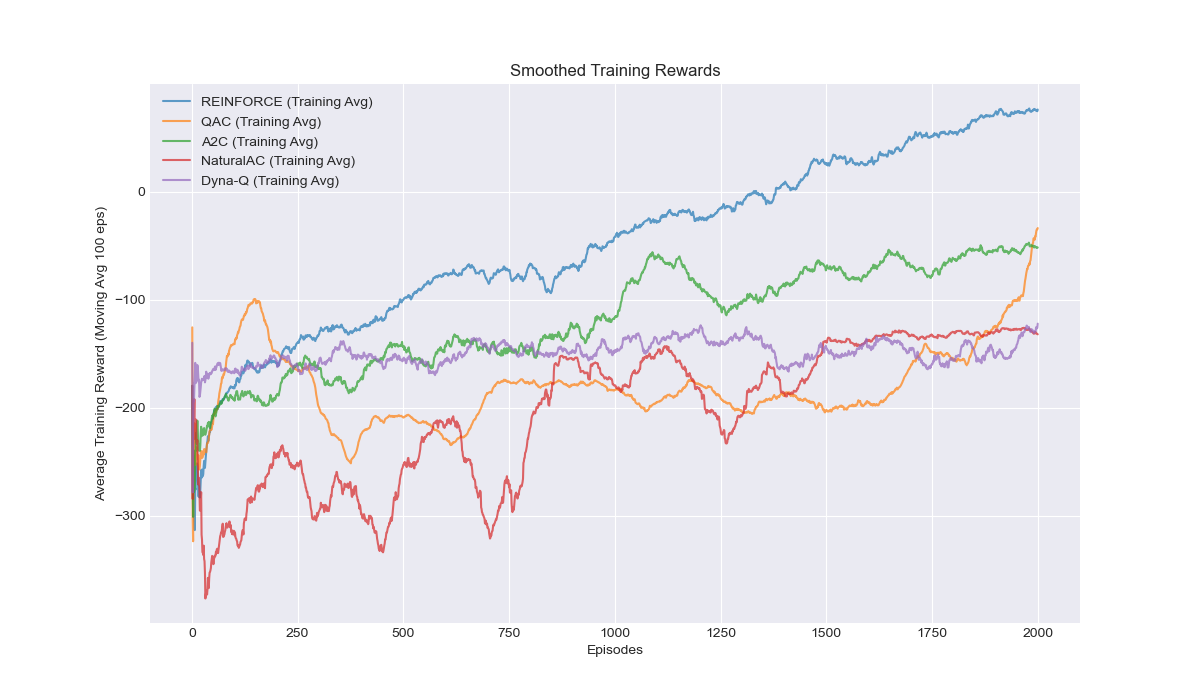 Smoothed Training Rewards
REINFORCE (Training Avg)
QAC (Training Avg)
A2C (Training Avg)
NaturalAC (Training Avg)
Dyna-Q (Training Avg)
Average Training Reward (Moving Avg 100 eps)
0
−100
−200
−300
0
250
500
750
1000
1250
1500
1750
2000
Episodes